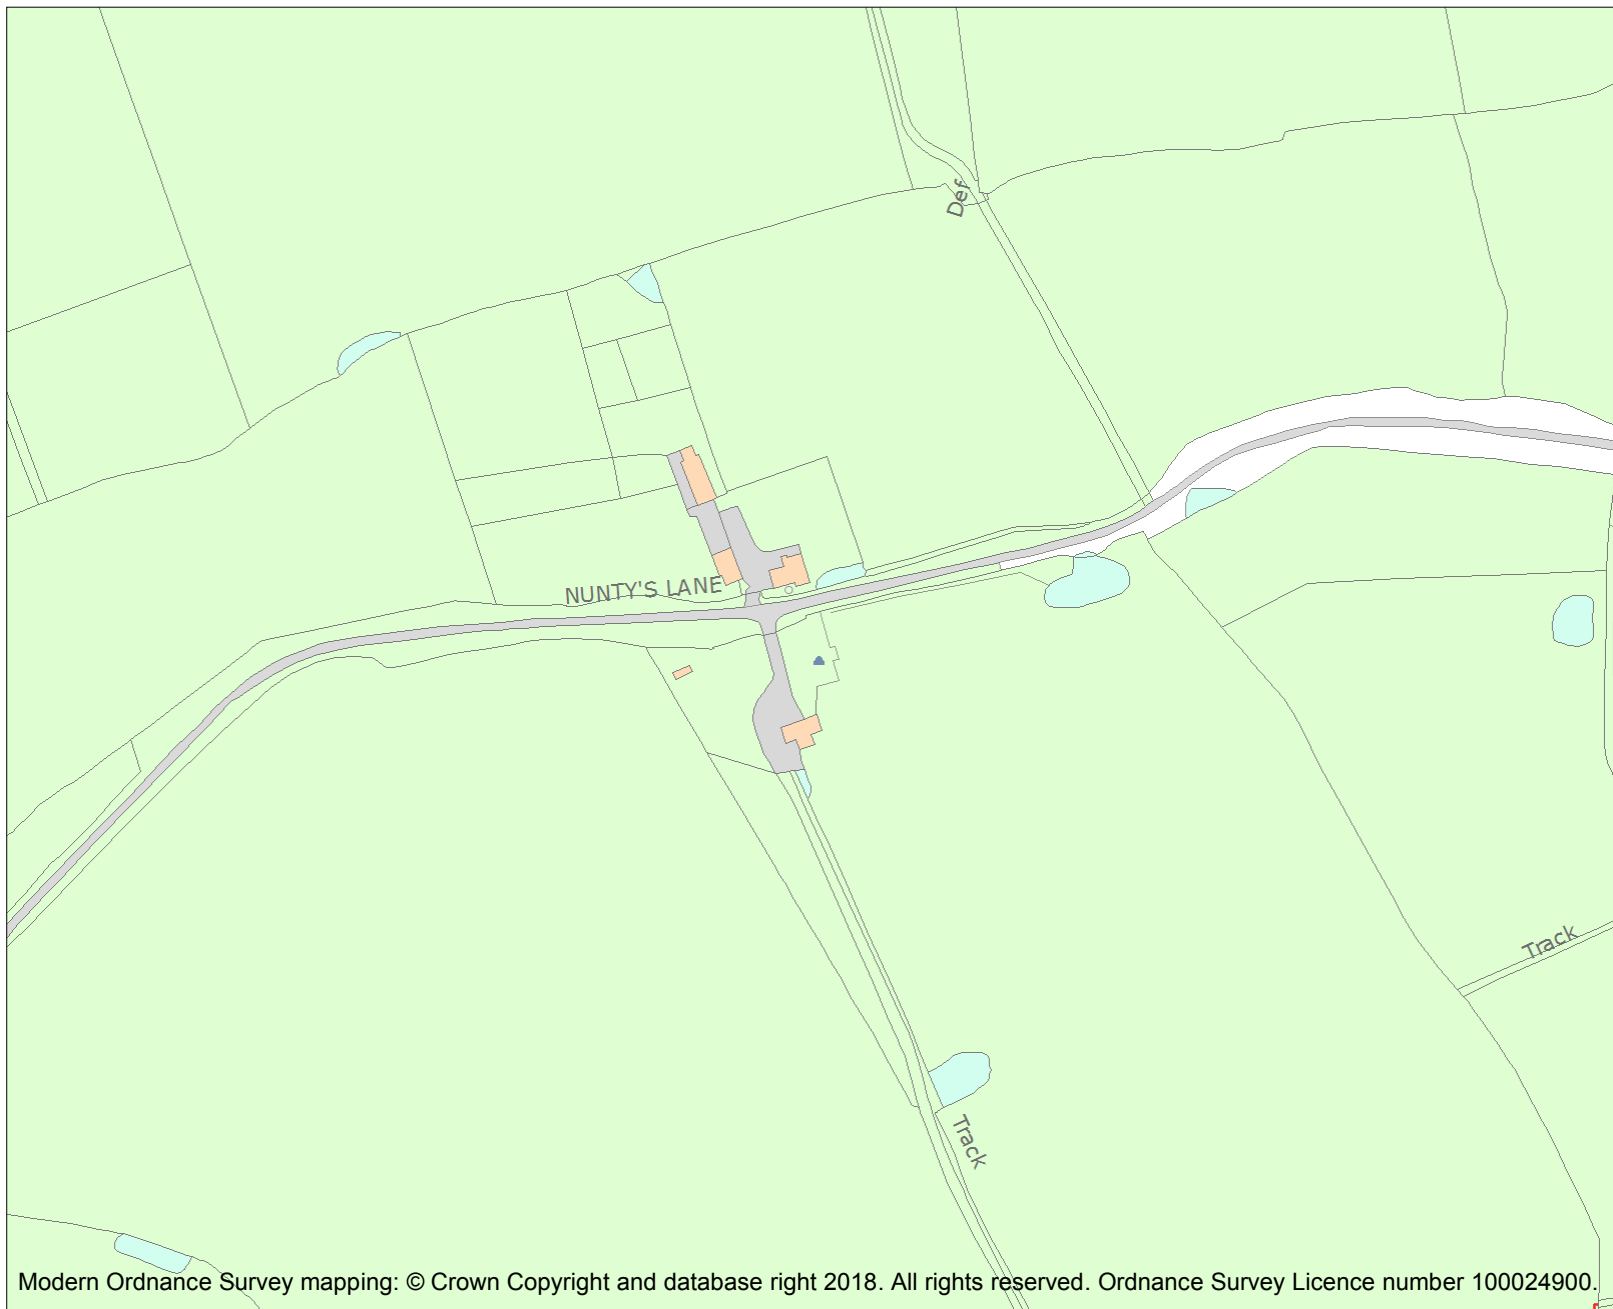 Def
NUNTY'S LANE
Track
Track
Modern Ordnance Survey mapping: © Crown Copyright and database right 2018. All rights reserved. Ordnance Survey Licence number 100024900.